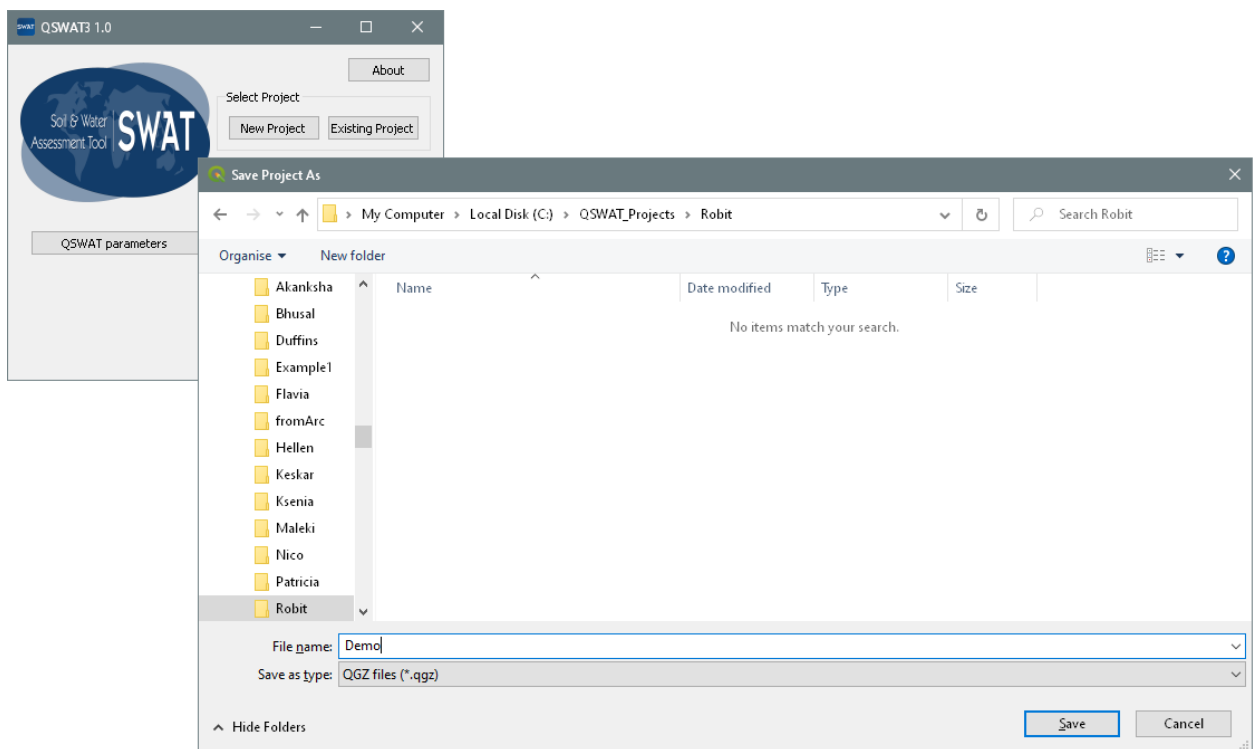 SWAT QSWAT3 1.0
About
Select Project
New Project Existing Project
Soil & Water
Assessment Tool SWAT
QSWAT parameters
Save Project As
My Computer Local Disk (C:) QSWAT_Projects Robit
Search Robit
Organise New folder
?
Name Date modified Type Size
No items match your search.
Akanksha
Bhusal
Duffins
Example1
Flavia
fromArc
Hellen
Keskar
Ksenia
Maleki
Nico
Patricia
Robit
File name: Demo
Save as type: QGZ files (*.qgz)
Hide Folders
Save Cancel